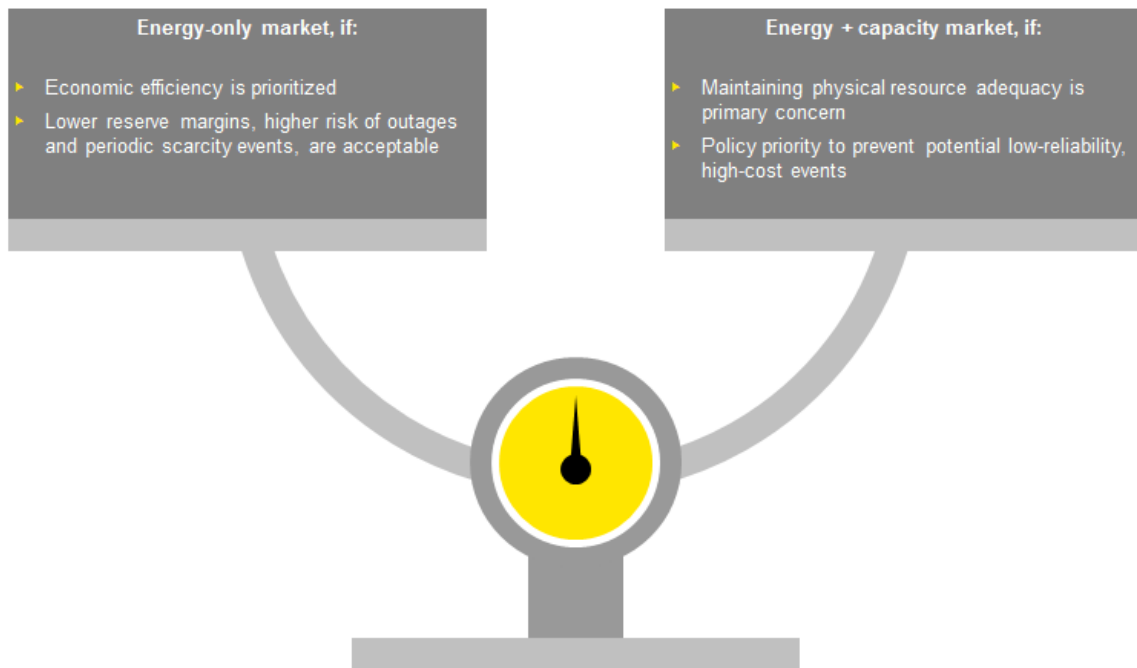 Energy-only market, if:
Economic efficiency is prioritized
Lower reserve margins, higher risk of outages
and periodic scarcity events, are acceptable
Energy + capacity market, if:
Maintaining physical resource adequacy is
primary concern
Policy priority to prevent potential low-reliability,
high-cost events